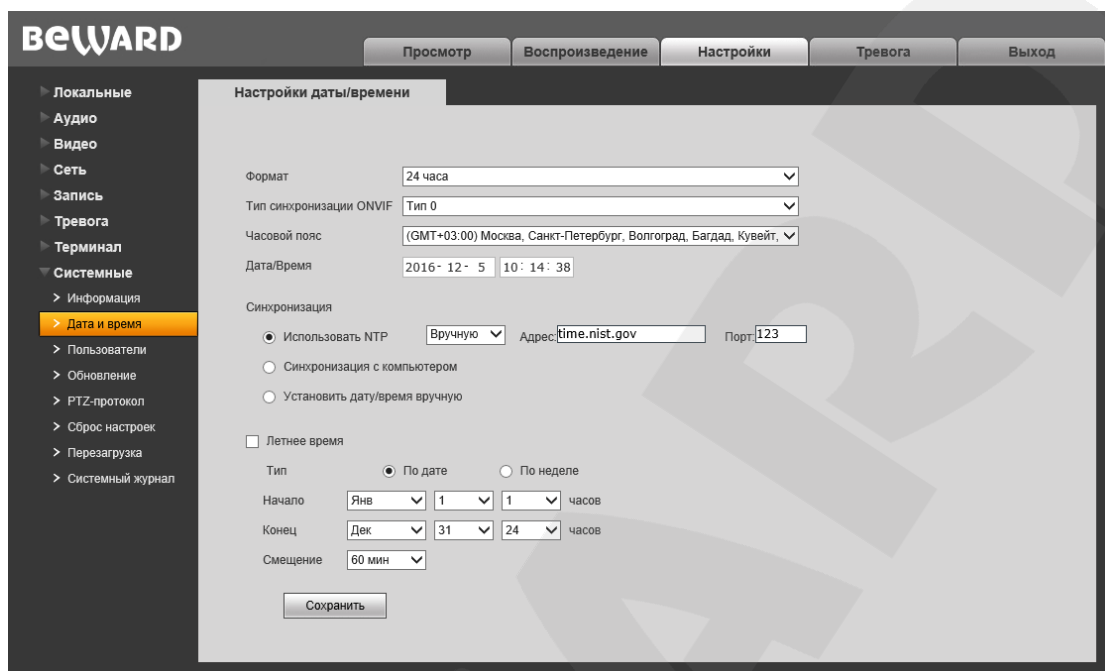 BEWARD
Просмотр Воспроизведение Настройки Тревога Выход
Локальные
Аудио
Видео
Сеть
Запись
Тревога
Терминал
Системные
> Информация
> Дата и время
> Пользователи
> Обновление
> PTZ-протокол
> Сброс настроек
> Перезагрузка
> Системный журнал
Настройки даты/времени
Формат 24 часа
Тип синхронизации ONVIF Тип 0
Часовой пояс (GMT+03:00) Москва, Санкт-Петербург, Волгоград, Багдад, Кувейт,
Дата/Время 2016- 12- 5 10: 14: 38
Синхронизация
Использовать NTP Вручную Адрес: time.nist.gov Порт: 123
Синхронизация с компьютером
Установить дату/время вручную
Летнее время
Тип По дате По неделе
Начало Янв 1 1 часов
Конец Дек 31 24 часов
Смещение 60 мин
Сохранить